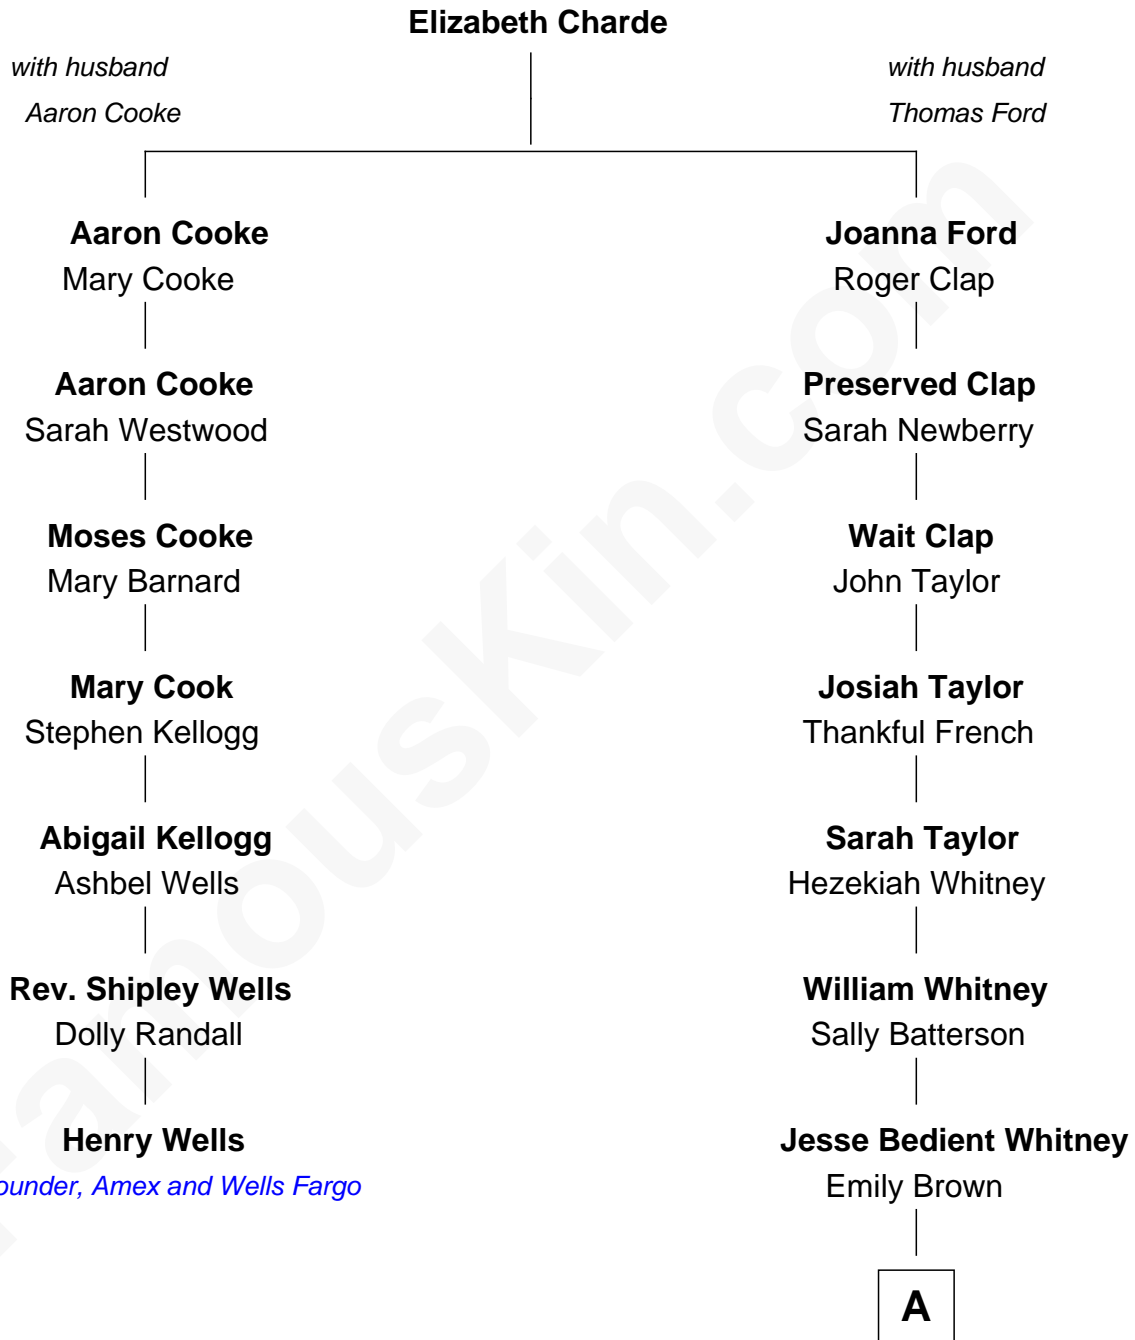 Elizabeth Charde
with husband
Aaron Cooke
with husband
Thomas Ford
Aaron Cooke
Mary Cooke
Joanna Ford
Roger Clap
Aaron Cooke
Sarah Westwood
Preserved Clap
Sarah Newberry
Moses Cooke
Mary Barnard
Wait Clap
John Taylor
Mary Cook
Stephen Kellogg
Josiah Taylor
Thankful French
Abigail Kellogg
Ashbel Wells
Sarah Taylor
Hezekiah Whitney
Rev. Shipley Wells
Dolly Randall
William Whitney
Sally Batterson
Henry Wells
ounder, Amex and Wells Fargo
Jesse Bedient Whitney
Emily Brown
A
FamousKin.com